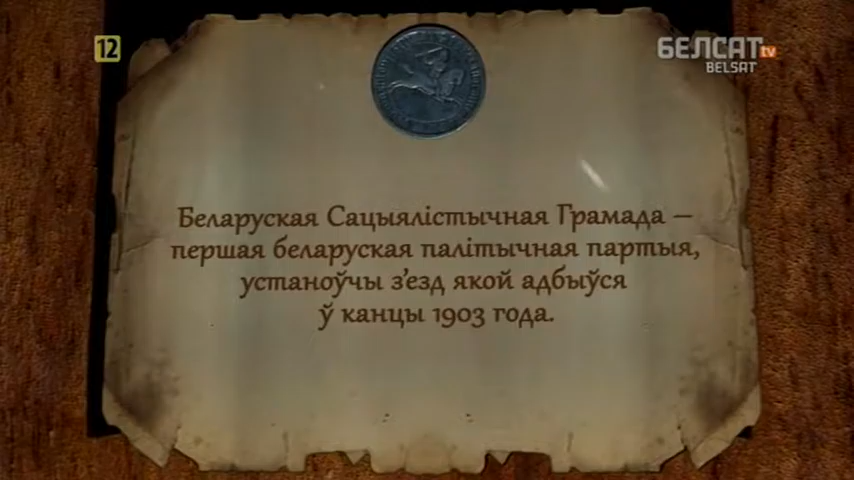 12
БЕЛСАТ tv
BELSAT
Беларуская Сацыялістычная Грамада –
першая беларуская палітычная партыя,
устаноўчы з'езд якой адбыўся
ў канцы 1903 года.